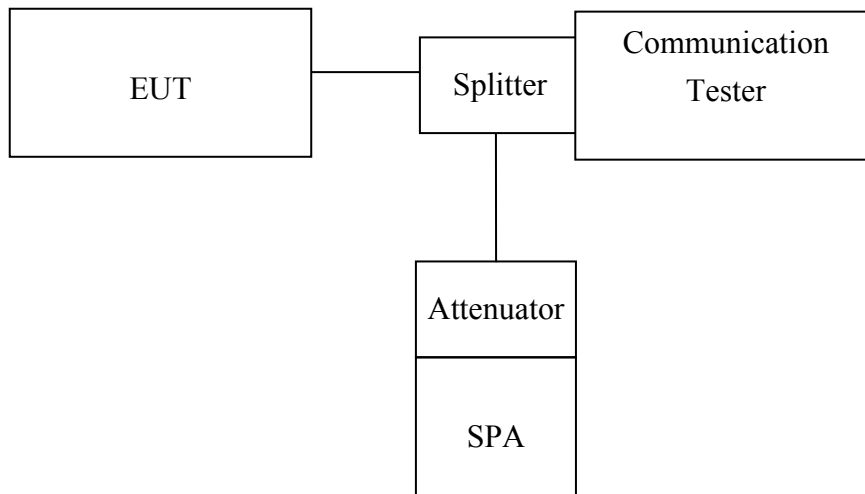 EUT
Splitter
Communication
Tester
Attenuator
SPA